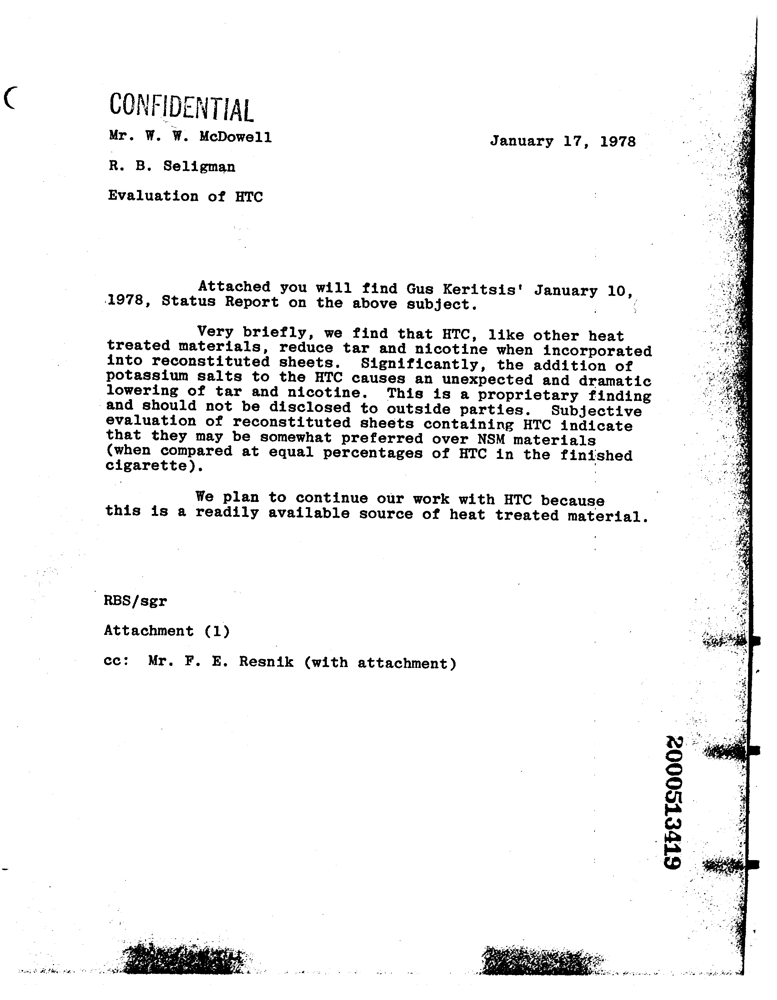 CONFIDENTIAL
Mr. W. W. McDowell January 17, 1978
R. B. Seligman
Evaluation of HTC
Attached you will find Gus Keritsis' January 10,
1978, Status Report on the above subject.
Very briefly, we find that HTC, like other heat
treated materials, reduce tar and nicotine when incorporated
into reconstituted sheets. Significantly, the addition of
potassium salts to the HTC causes an unexpected and dramatic
lowering of tar and nicotine. This is a proprietary finding
and should not be disclosed to outside parties. Subjective
evaluation of reconstituted sheets containing HTC indicate
that they may be somewhat preferred over NSM materials
(when compared at equal percentages of HTC in the finished
cigarette).
We plan to continue our work with HTC because
this is a readily available source of heat treated material.
RBS/sgr
Attachment (1)
cc: Mr. F. E. Resnik (with attachment)
2000513419